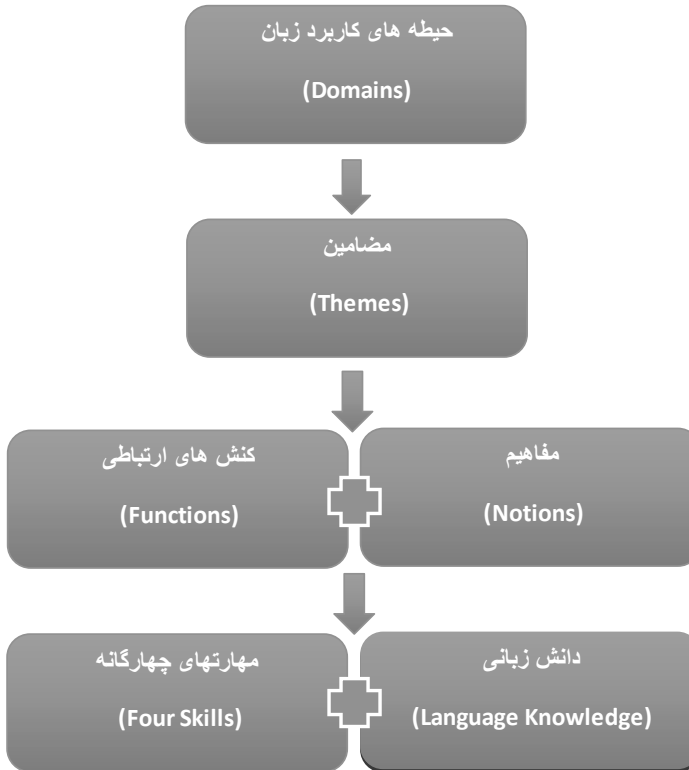 حیطه های کاربرد زبان
(Domains)
مضامین
(Themes)
کنش های ارتباطی
(Functions)
مفاهیم
(Notions)
مهارتهای چهارگانه
(Four Skills)
دانش زبانی
(Language Knowledge)